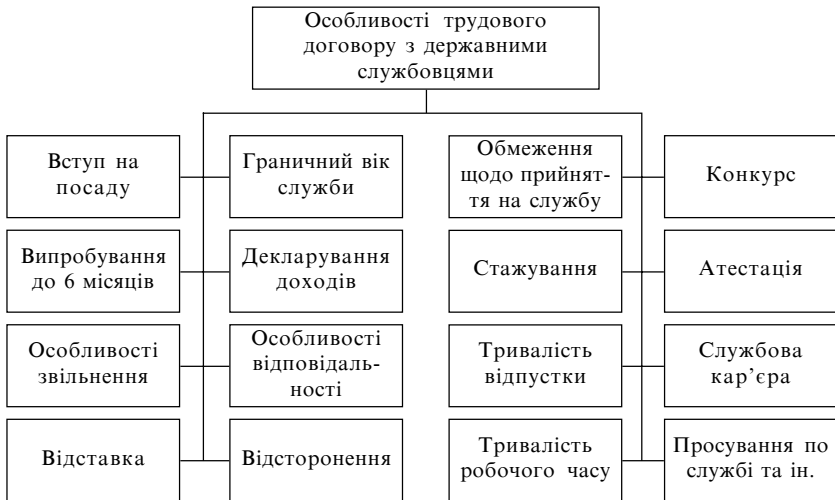 Особливості трудового
договору з державними
службовцями
Вступ на
посаду
Граничний вік
служби
Обмеження
щодо прийнят-
тя на службу
Конкурс
Випробування
до 6 місяців
Декларування
доходів
Стажування
Атестація
Особливості
звільнення
Особливості
відповідаль-
ності
Тривалість
відпустки
Службова
кар’єра
Відставка
Відсторонення
Тривалість
робочого часу
Просування по
службі та ін.